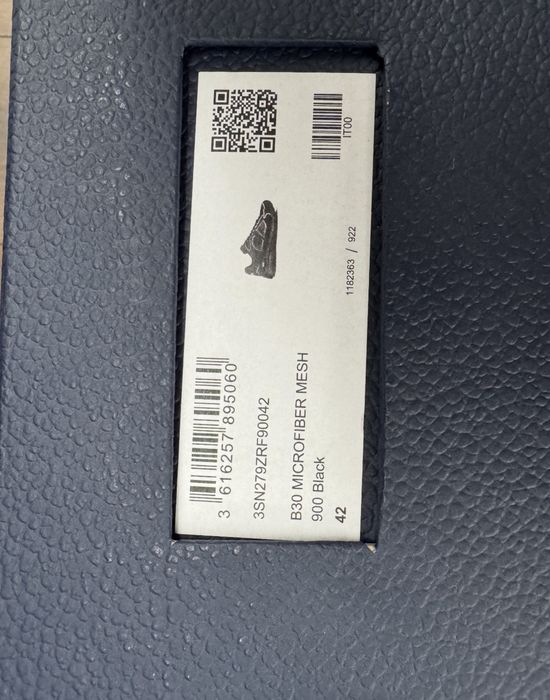 3 616257 895060
3SN279ZRF90042
B30 MICROFIBER MESH
900 Black
42
IT00
1182363 / 922